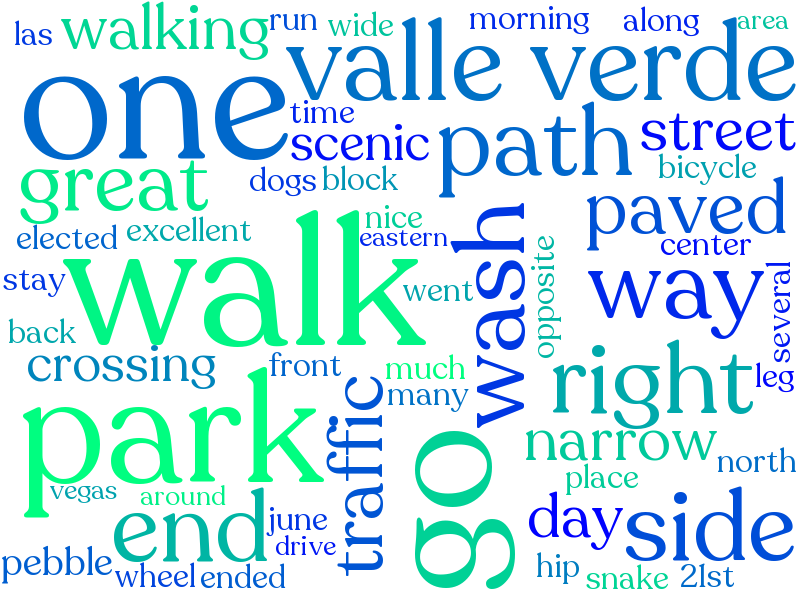 las
walking
run
wide
morning
along
area
one
valle verde
time
scenic
path
street
great
dogs
block
bicycle
elected
excellent
nice
eastern
paved
center
stay
walk
went
wash
opposite
way
several
back
crossing
front
much
many
right
leg
park
traffic
go
narrow
north
vegas
around
place
end
june
drive
day
side
pebble
wheel
ended
hip
snake
21st